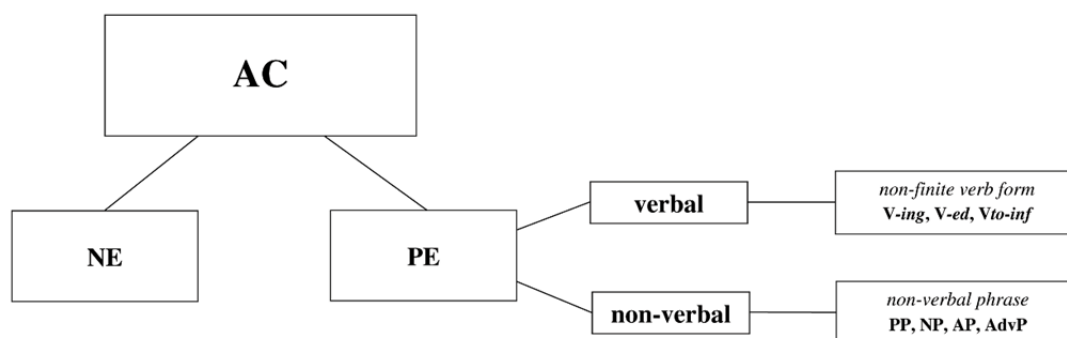 AC
NE
PE
verbal
non-finite verb form
V-ing, V-ed, Vto-inf
non-verbal
non-verbal phrase
PP, NP, AP, AdvP